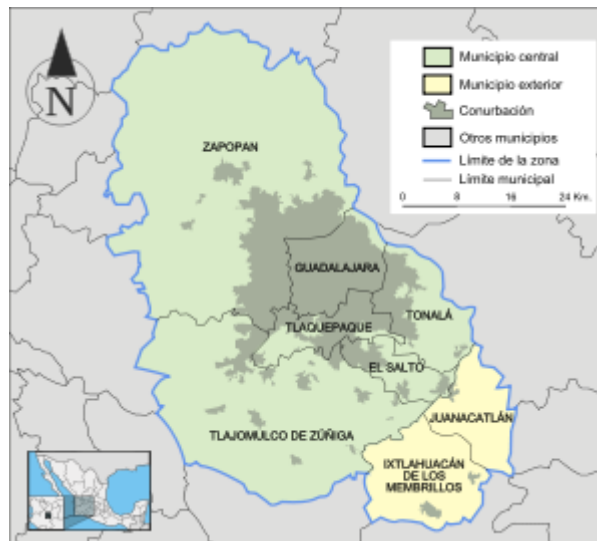 N
Municipio central
Municipio exterior
Conurbación
Otros municipios
Límite de la zona
Límite municipal
0 8 16 24 Km.
ZAPOPAN
GUADALAJARA
TONALÁ
TLAQUEPAQUE
EL SALTO
JUANACATLÁN
TLAJOMULCO DE ZÚÑIGA
IXTLAHUACÁN
DE LOS
MEMBRILLOS